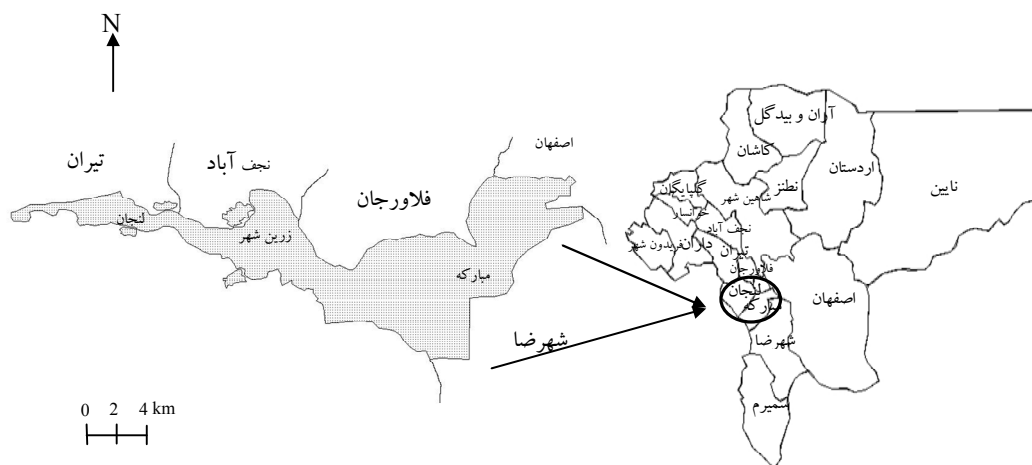 N
اصفهان
تیران
نجف آباد
فلاورجان
لنجان
زرین شهر
مبارکه
شهرضا
0 2 4 km
آران و بیدگل
کاشان
اردستان
نطنز
نایین
گلپایگان
شاهین شهر
خوانسار
نجف آباد
فریدون شهر
داران
تیران
فلاورجان
لنجان
اصفهان
شهرضا
سمیرم